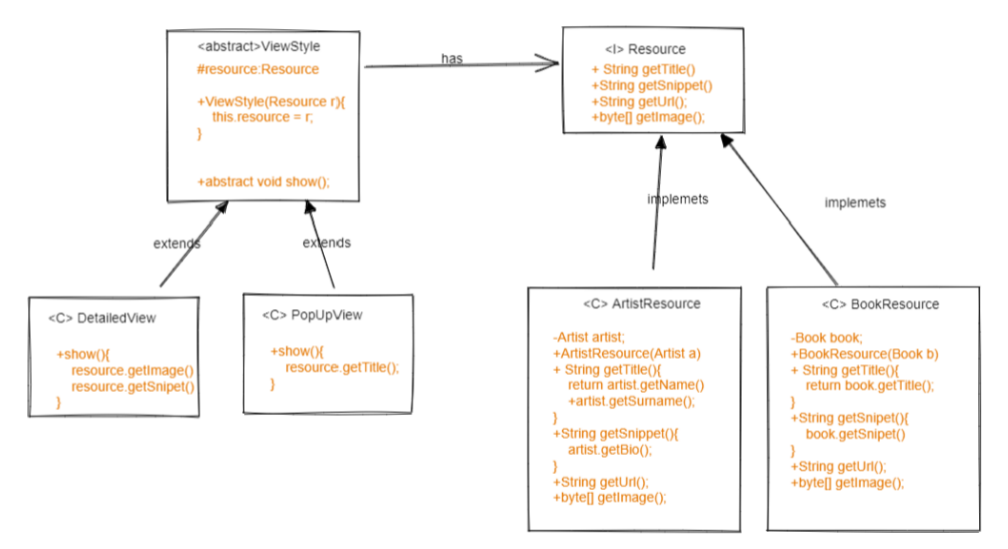 <abstract>ViewStyle
#resource:Resource
+ViewStyle(Resource r){
this.resource = r;
}
+abstract void show();
has
<I> Resource
+ String getTitle()
+String getSnippet()
+String getUrl();
+byte[] getImage();
extends
extends
implemets
implemets
<C> DetailedView
+show(){
resource.getImage()
resource.getSnipet()
}
<C> PopUpView
+show(){
resource.getTitle();
}
<C> ArtistResource
-Artist artist;
+ArtistResource(Artist a)
+ String getTitle(){
return artist.getName()
+artist.getSurname();
}
+String getSnippet(){
artist.getBio();
}
+String getUrl();
+byte[] getImage();
<C> BookResource
-Book book;
+BookResource(Book b)
+ String getTitle(){
return book.getTitle();
}
+String getSnipet(){
book.getSnipet()
}
+String getUrl();
+byte[] getImage();